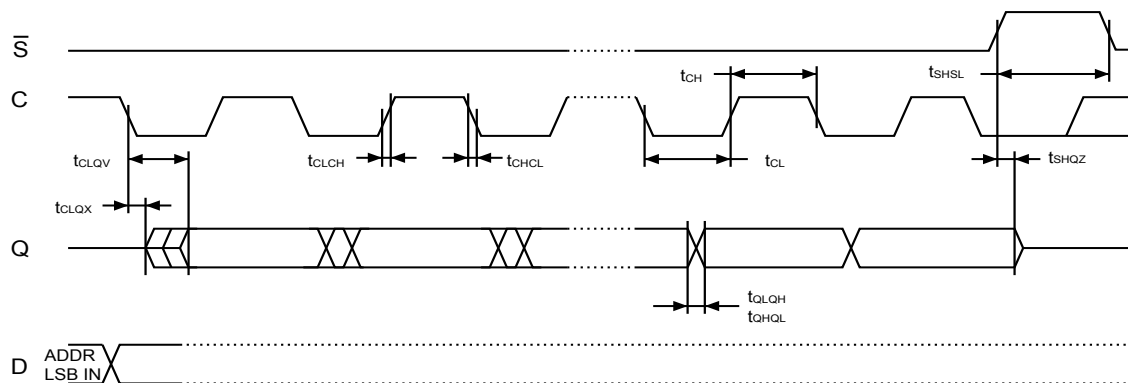 S
tCH
tSHSL
C
tCLQV
tCLCH
tCHCL
tCL
tSHQZ
tCLQX
Q
tQLQH
tQHQL
D
ADDR
LSB IN